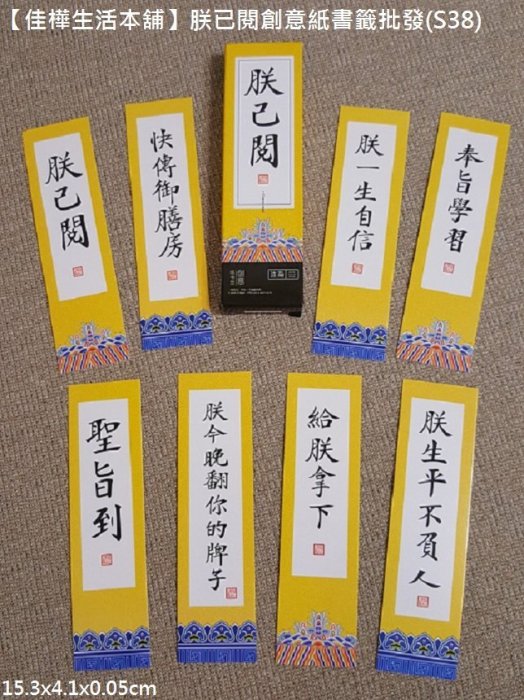 【佳樺生活本舖】朕已閱創意紙書籤批發(S38)
朕已閱
快傳御膳房
朕已閱
朕一生自信
奉旨學習
聖旨到
朕今晚翻你的牌子
給朕拿下
朕生平不負人
15.3x4.1x0.05cm